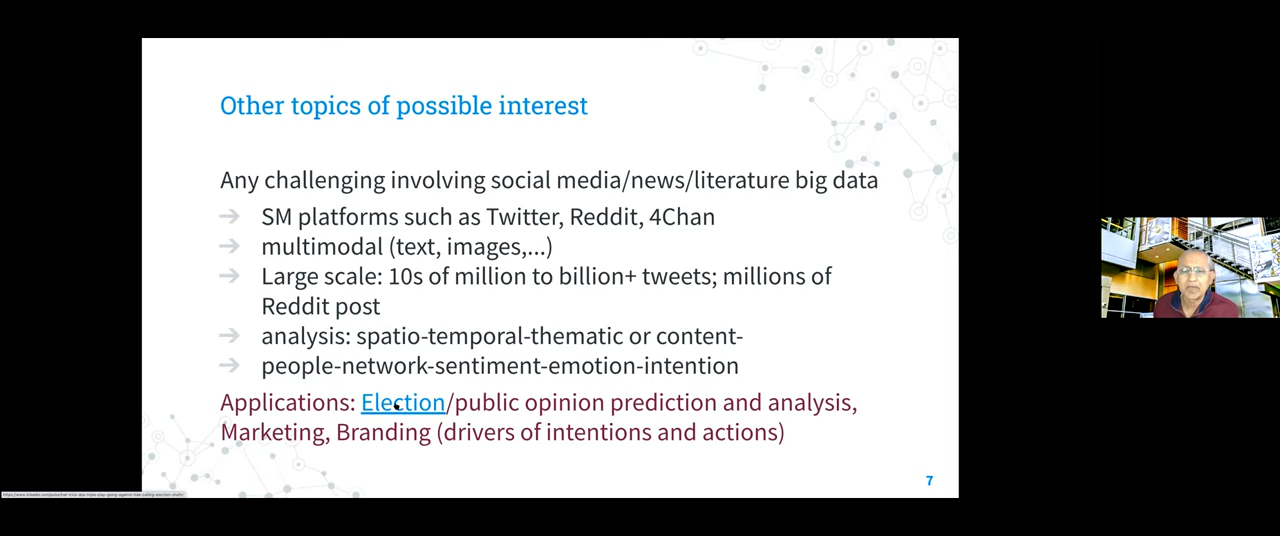 Other topics of possible interest
Any challenging involving social media/news/literature big data
SM platforms such as Twitter, Reddit, 4Chan
multimodal (text, images,...)
Large scale: 10s of million to billion+ tweets; millions of
Reddit post
analysis: spatio-temporal-thematic or content-
people-network-sentiment-emotion-intention
Applications: Election/public opinion prediction and analysis,
Marketing, Branding (drivers of intentions and actions)
7